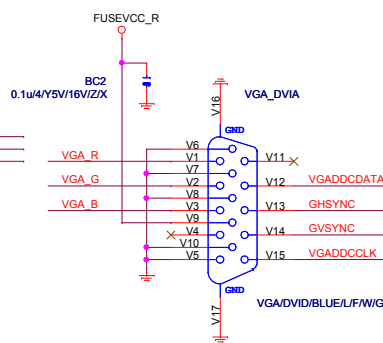 FUSEVCC_R
BC2
0.1u/4/Y5V/16V/Z/X
VGA_DVIA
V16
GND
V6
VGA_R V1 V11
V7
VGA_G V2 V12 VGADDCDATA
V8
VGA_B V3 V13 GHSYNC
V9
V4 V14 GVSYNC
V10
V5 V15 VGADDCCLK
GND
V17
VGA/DVID/BLUE/L/F/W/G